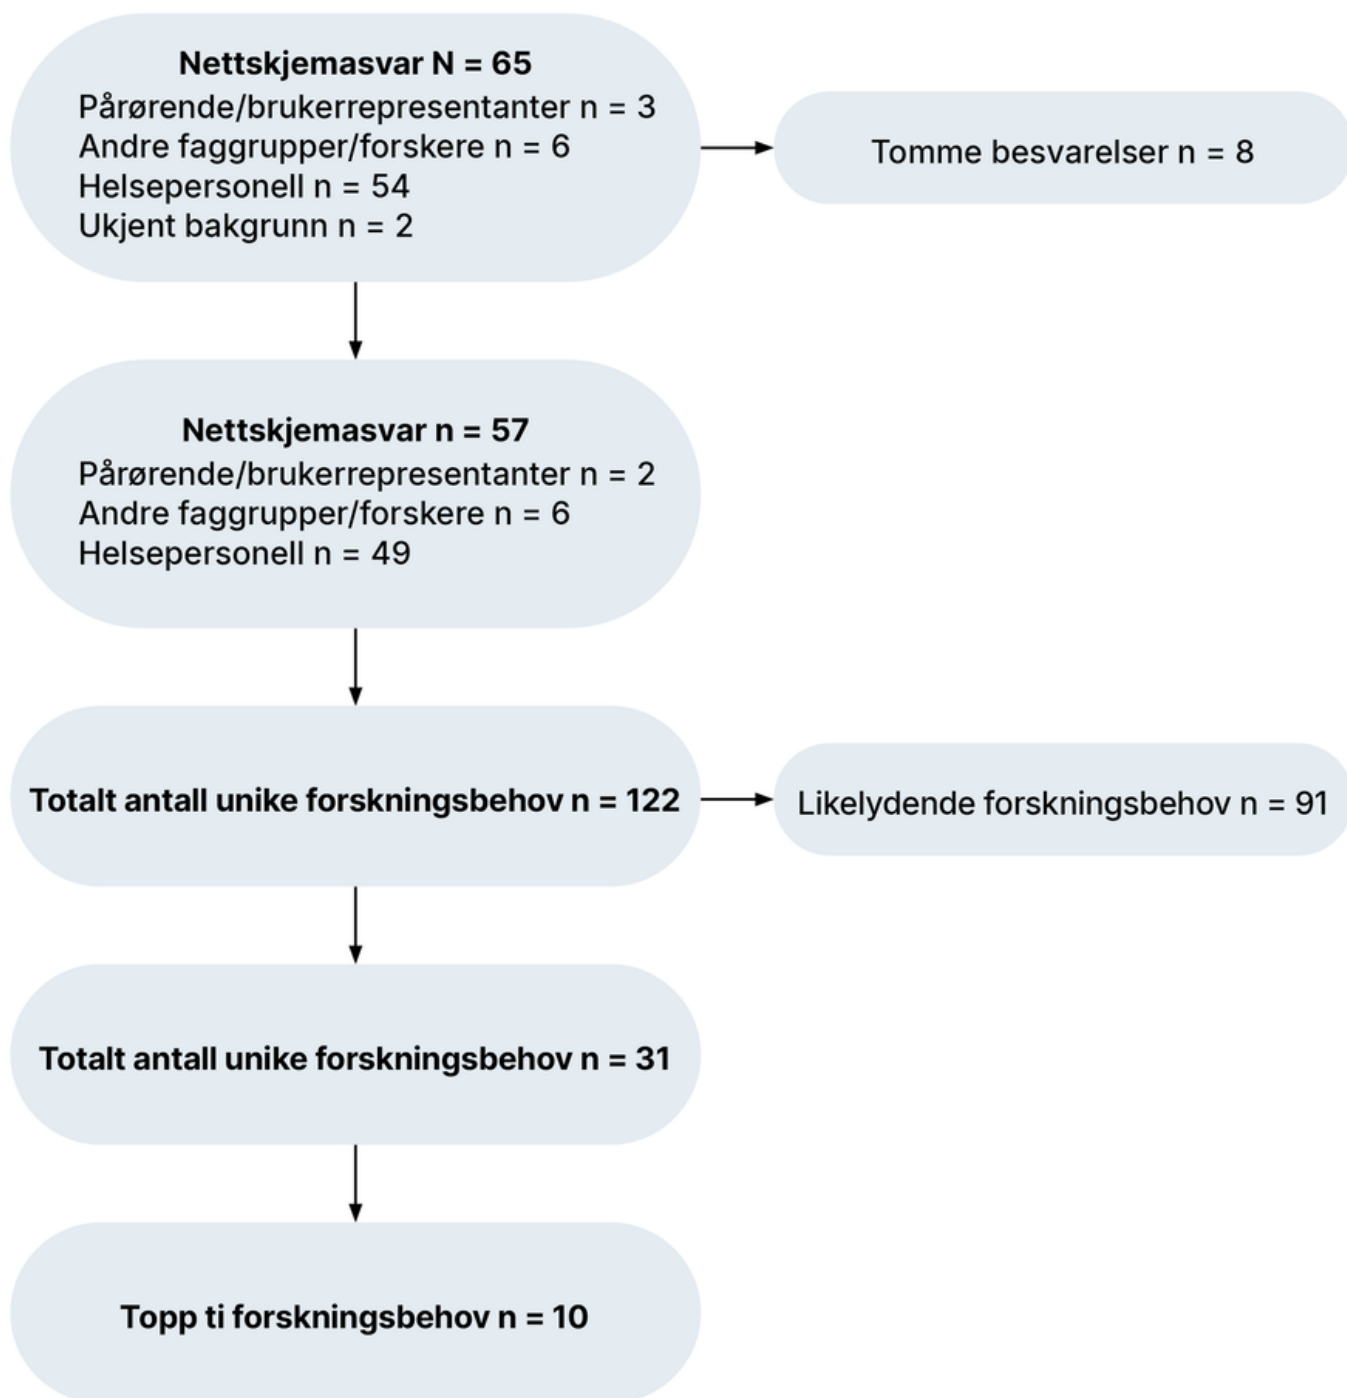 Nettskjemasvar N = 65
Pårørende/brukerrepresentanter n = 3
Andre faggrupper/forskere n = 6
Helsepersonell n = 54
Ukjent bakgrunn n = 2
Tomme besvarelser n = 8
Nettskjemasvar n = 57
Pårørende/brukerrepresentanter n = 2
Andre faggrupper/forskere n = 6
Helsepersonell n = 49
Totalt antall unike forskningsbehov n = 122
Likelydende forskningsbehov n = 91
Totalt antall unike forskningsbehov n = 31
Topp ti forskningsbehov n = 10